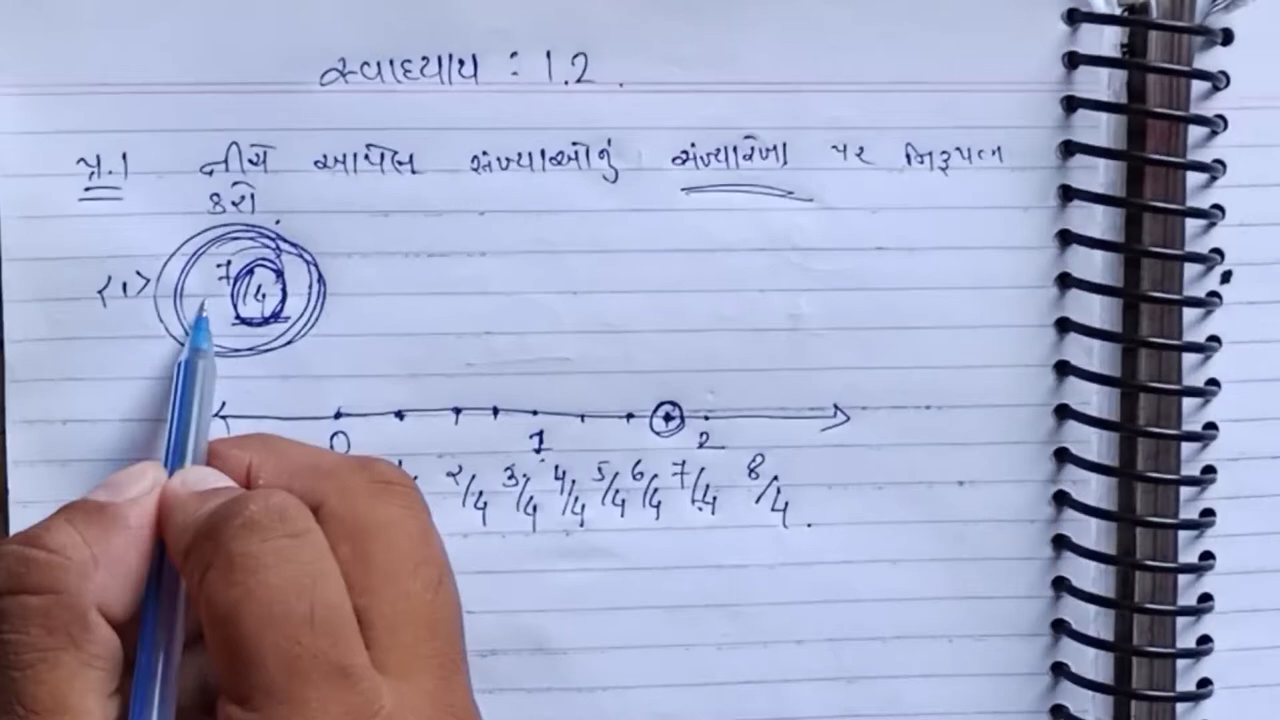 સ્વાધ્યાય : 1.2.
પ્ર.1 નીચે આપેલ સંખ્યાઓનું સંખ્યારેખા પર નિરૂપણ
કરો.
<1> 7/4
0 1 2
2/4 3/4 4/4 5/4 6/4 7/4 8/4.